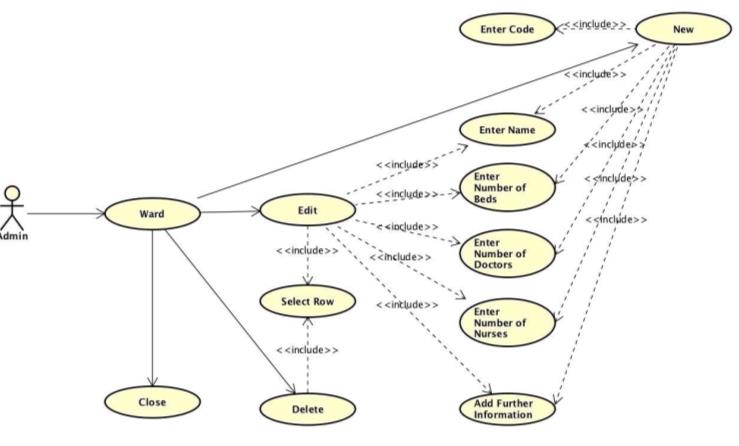 Enter Code
<<include>>
New
<<include>>
<<include>>
Enter Name
<<include>>
<<include>>
Enter
Number of
Beds
<<include>>
<<include>>
Admin
Ward
Edit
<<include>>
<<include>>
Enter
Number of
Doctors
<<include>>
<<include>>
Select Row
<<include>>
Enter
Number of
Nurses
<<include>>
Close
Delete
Add Further
Information